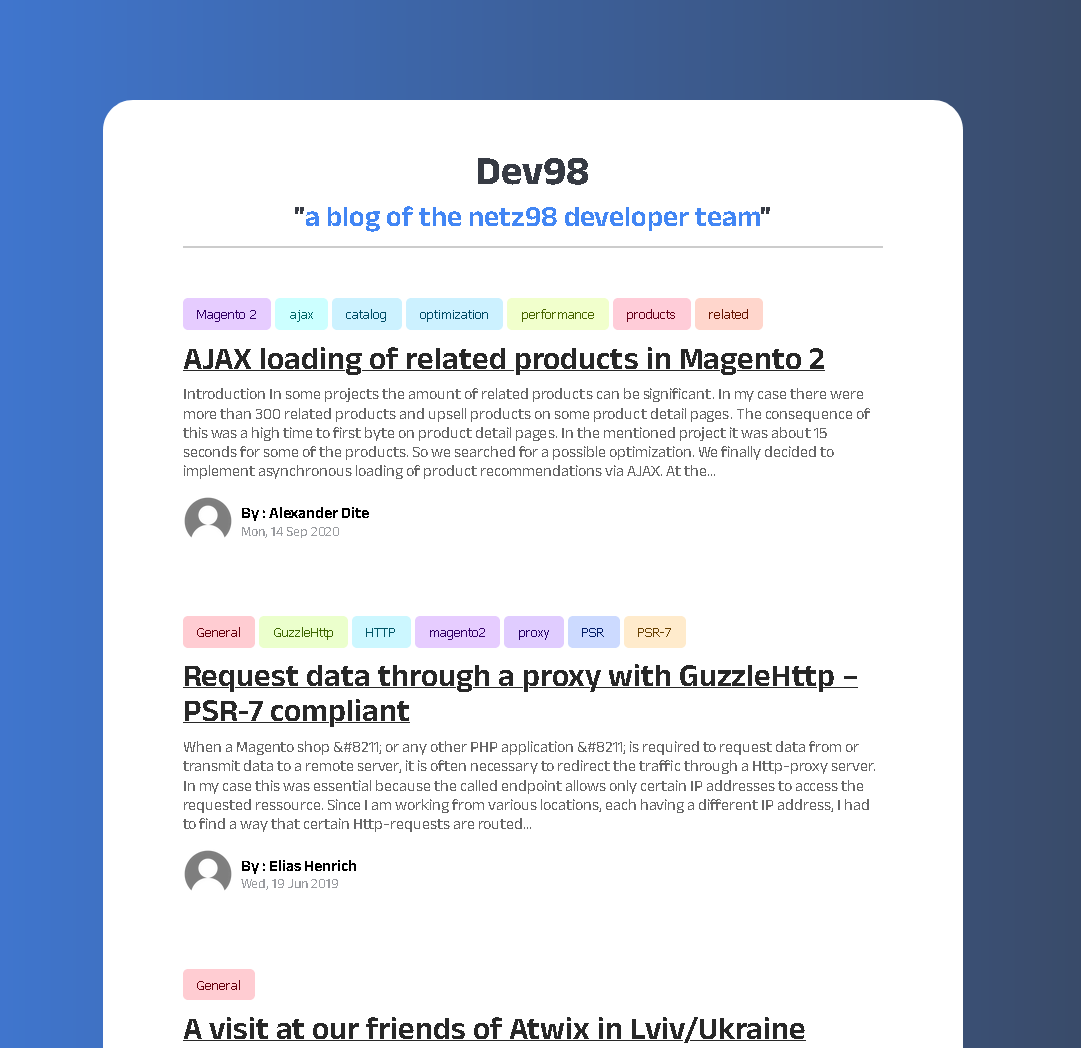 Dev98
"a blog of the netz98 developer team"
Magento 2 ajax catalog optimization performance products related
AJAX loading of related products in Magento 2
Introduction In some projects the amount of related products can be significant. In my case there were
more than 300 related products and upsell products on some product detail pages. The consequence of
this was a high time to first byte on product detail pages. In the mentioned project it was about 15
seconds for some of the products. So we searched for a possible optimization. We finally decided to
implement asynchronous loading of product recommendations via AJAX. At the...
By : Alexander Dite
Mon, 14 Sep 2020
General GuzzleHttp HTTP magento2 proxy PSR PSR-7
Request data through a proxy with GuzzleHttp –
PSR-7 compliant
When a Magento shop &#8211; or any other PHP application &#8211; is required to request data from or
transmit data to a remote server, it is often necessary to redirect the traffic through a Http-proxy server.
In my case this was essential because the called endpoint allows only certain IP addresses to access the
requested ressource. Since I am working from various locations, each having a different IP address, I had
to find a way that certain Http-requests are routed...
By : Elias Henrich
Wed, 19 Jun 2019
General
A visit at our friends of Atwix in Lviv/Ukraine